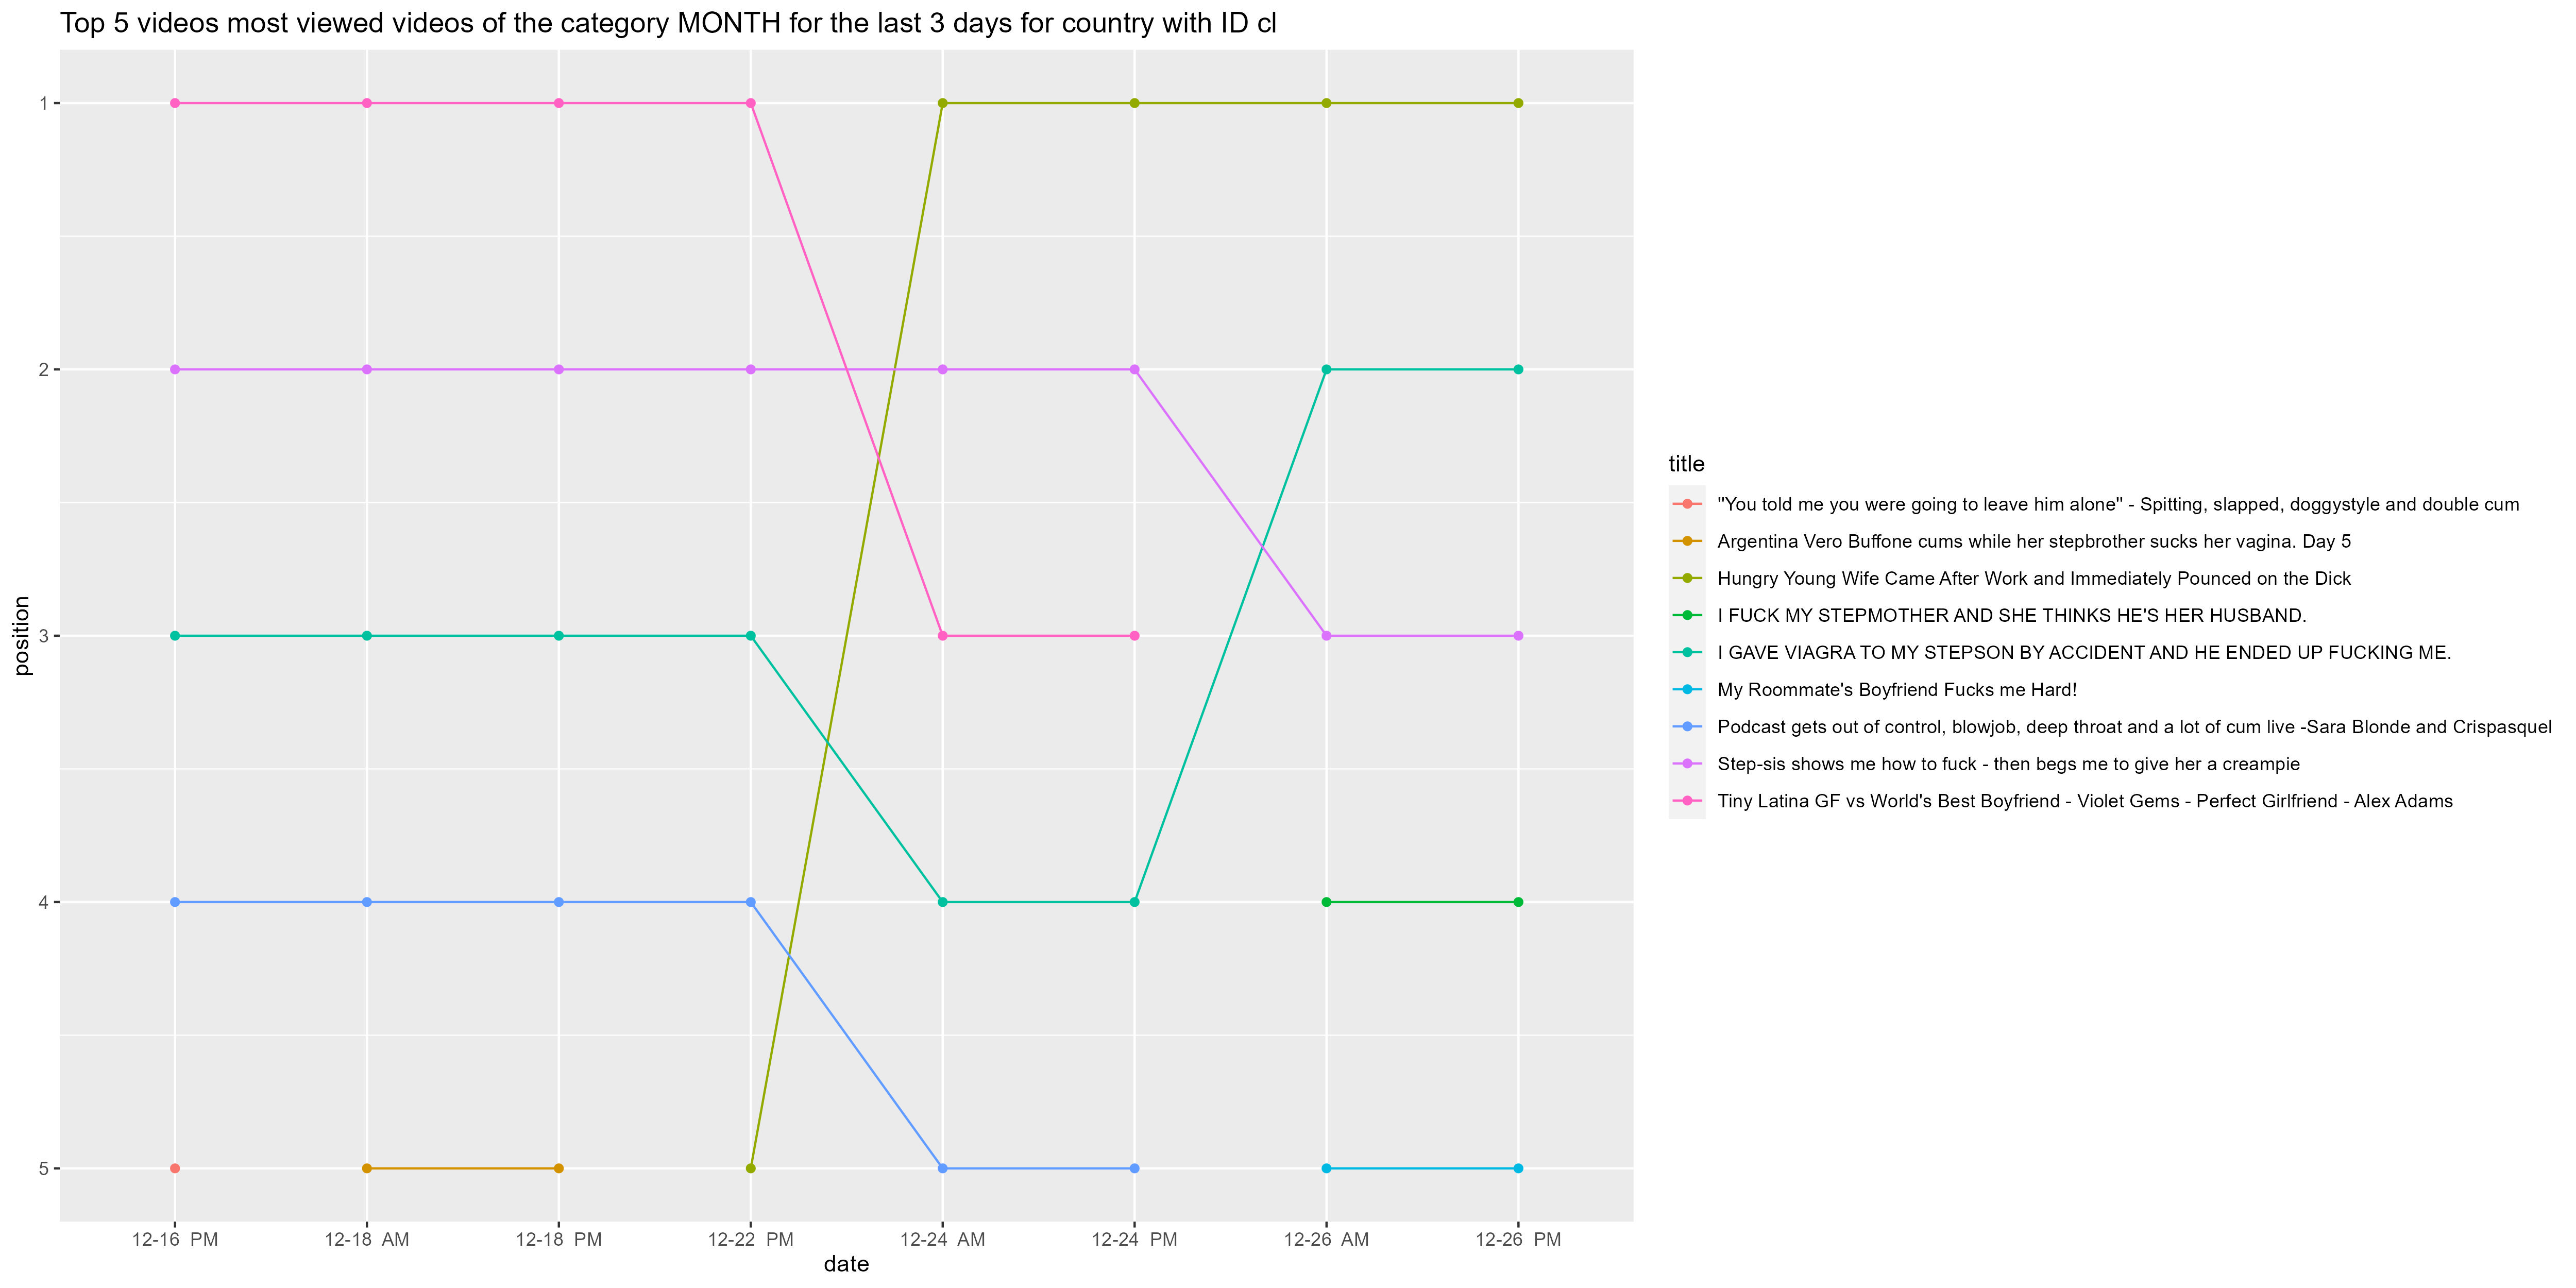 Top 5 videos most viewed videos of the category MONTH for the last 3 days for country with ID cl
1
2
3
4
5
position
12-16 PM
12-18 AM
12-18 PM
12-22 PM
12-24 AM
12-24 PM
12-26 AM
12-26 PM
date
title
"You told me you were going to leave him alone" - Spitting, slapped, doggystyle and double cum
Argentina Vero Buffone cums while her stepbrother sucks her vagina. Day 5
Hungry Young Wife Came After Work and Immediately Pounced on the Dick
I FUCK MY STEPMOTHER AND SHE THINKS HE'S HER HUSBAND.
I GAVE VIAGRA TO MY STEPSON BY ACCIDENT AND HE ENDED UP FUCKING ME.
My Roommate's Boyfriend Fucks me Hard!
Podcast gets out of control, blowjob, deep throat and a lot of cum live -Sara Blonde and Crispasquel
Step-sis shows me how to fuck - then begs me to give her a creampie
Tiny Latina GF vs World's Best Boyfriend - Violet Gems - Perfect Girlfriend - Alex Adams